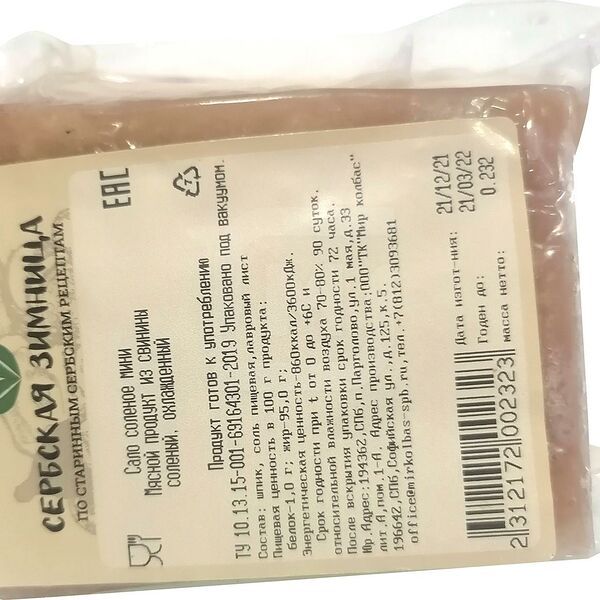 СЕРБСКАЯ ЗИМНИЦА
ПО СТАРИННЫМ СЕРБСКИМ РЕЦЕПТАМ
ЕАС
Сало соленое мини
Мясной продукт из свинины
соленый, охлажденный
Продукт готов к употреблению
ТУ 10.13.15-001-69164301-2019 Упаковано под вакуумом.
Состав: шпик, соль пищевая,лавровый лист
Пищевая ценность в 100 г продукта:
белок-1,0 г; жир-95,0 г;
Энергетическая ценность-860ккал/3600кДж.
Срок годности при t от 0 до +6С и
относительной влажности воздуха 70-80% 90 суток.
После вскрытия упаковки срок годности 72 часа.
Юр.Адрес:194362,СПб,п.Парголово,ул.1 мая,д.33
лит.А,пом.1-А. Адрес производства:ООО"ТК"Мир колбас"
196642,СПб,Софийская ул.,д.125,к.5.
office@mirkolbas-spb.ru,тел.+7(812)3093681
Дата изгот-ния: 21/12/21
Годен до: 21/03/22
масса нетто: 0.232
2312172002323